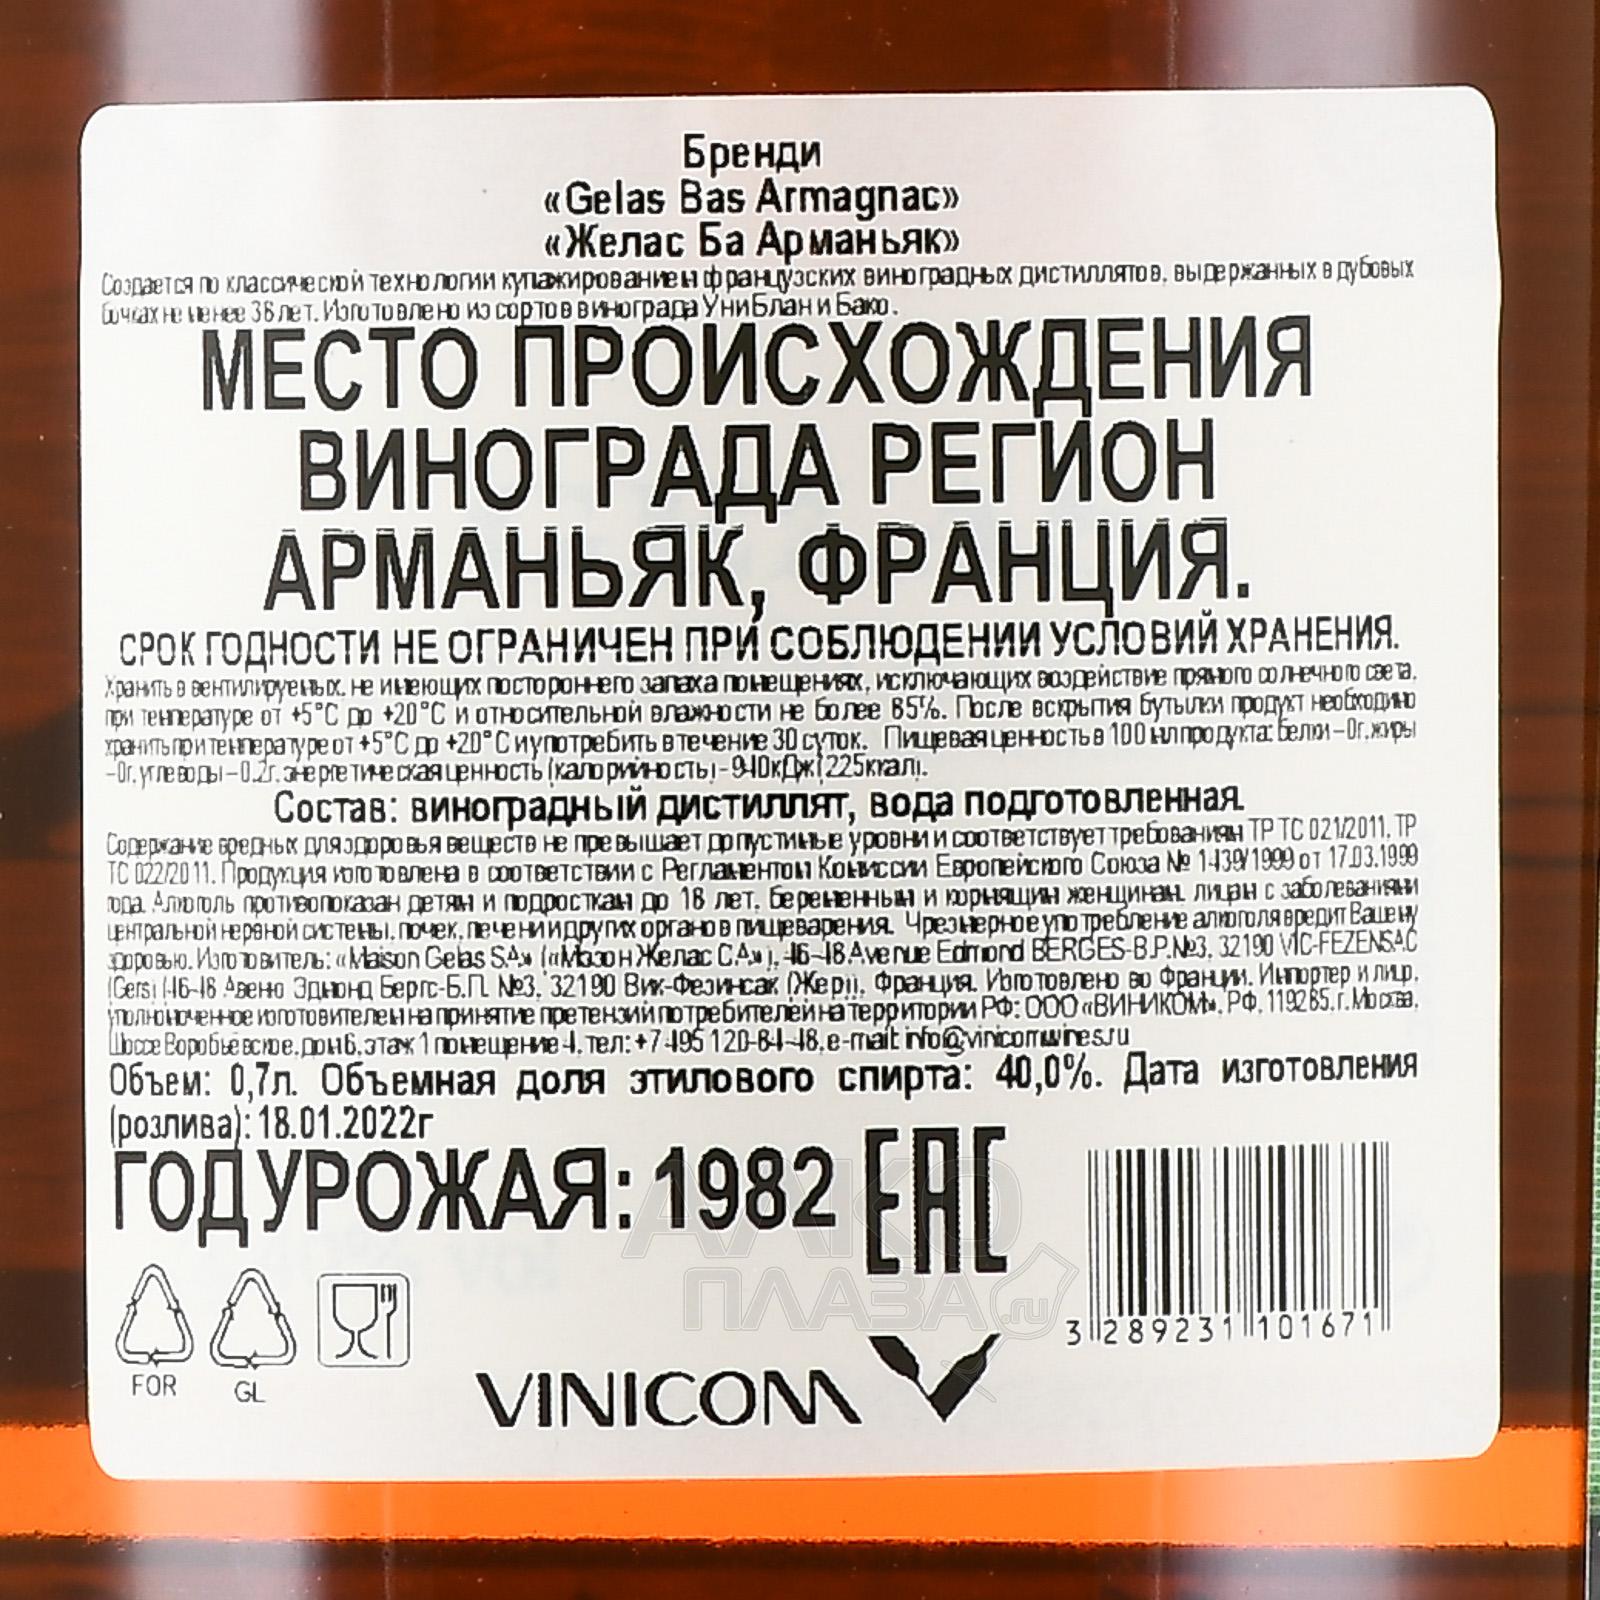 Бренди
«Gelas Bas Armagnac»
«Желас Ба Арманьяк»
Создается по классической технологии купажированием французских виноградных дистиллятов, выдержанных в дубовых
бочках не менее 38 лет. Изготовлено из сортов винограда Уни Блан и Бако.
МЕСТО ПРОИСХОЖДЕНИЯ
ВИНОГРАДА РЕГИОН
АРМАНЬЯК, ФРАНЦИЯ.
СРОК ГОДНОСТИ НЕ ОГРАНИЧЕН ПРИ СОБЛЮДЕНИИ УСЛОВИЙ ХРАНЕНИЯ.
Хранить в вентилируемых, не имеющих постороннего запаха помещениях, исключающих воздействие прямого солнечного света,
при температуре от +5°С до +20°С и относительной влажности не более 85%. После вскрытия бутылки продукт необходимо
хранить при температуре от +5°С до +20°С и употребить в течение 30 суток. Пищевая ценность в 100 мл продукта: Белки–0г, жиры
–0г, углеводы–0.2г, энергетическая ценность (калорийность)–940кДж(225ккал).
Состав: виноградный дистиллят, вода подготовленная.
Содержание вредных для здоровья веществ не превышает допустимые уровни и соответствует требованиям ТР ТС 021/2011, ТР
ТС 022/2011. Продукция изготовлена в соответствии с Регламентом Комиссии Европейского Союза № 1439/1999 от 17.03.1999
года. Алкоголь противопоказан детям и подросткам до 18 лет, беременным и кормящим женщинам, лицам с заболеваниями
центральной нервной системы, почек, печени и других органов пищеварения. Чрезмерное употребление алкоголя вредит Вашему
здоровью. Изготовитель: «Maison Gelas SA» («Мэзон Желас СА»), 46-48 Avenue Edmond BERGES-B.P.№3, 32190 VIC-FEZENSAC
(Gers) (46-48 Авеню Эдмонд Бергс-Б.П. №3, 32190 Вик-Фезинсак (Жер)), Франция. Изготовлено во Франции. Импортер и лицо,
уполномоченное изготовителем на принятие претензий потребителей на территории РФ: ООО «ВИНИКОМ», РФ, 119285, г. Москва,
Шоссе Воробьевское, дом 6, этаж 1 помещение 4, тел: +7 495 120-84-48, e-mail: info@vinicomwines.ru
Объем: 0,7л. Объемная доля этилового спирта: 40,0%. Дата изготовления
(розлива): 18.01.2022г
ГОД УРОЖАЯ: 1982 EAC
3 289231 101671
FOR GL
VINICOM
АЛКО
ПЛАЗА.ru